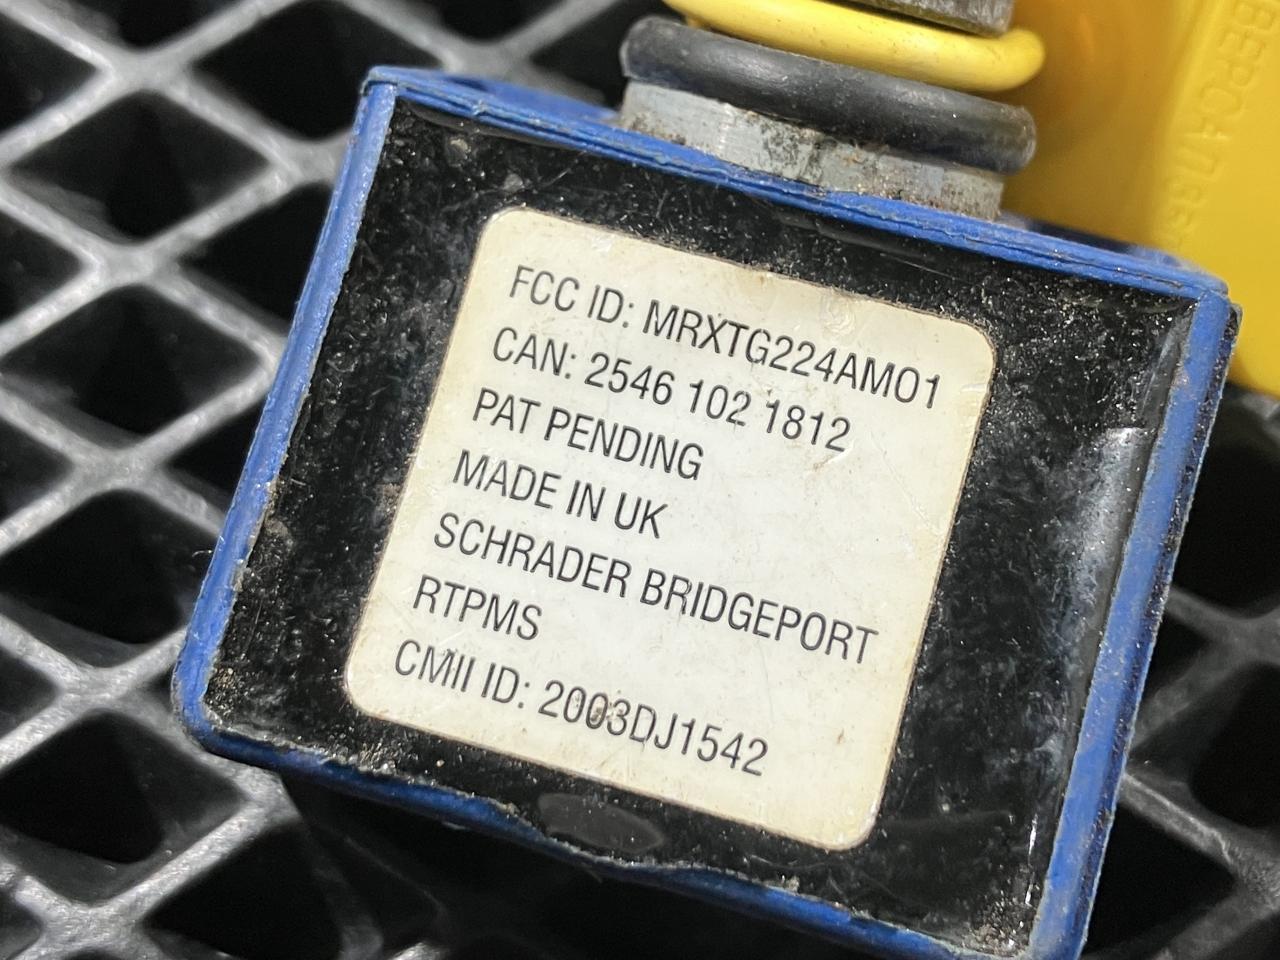 FCC ID: MRXTG224AM01
CAN: 2546 102 1812
PAT PENDING
MADE IN UK
SCHRADER BRIDGEPORT
RTPMS
CMII ID: 2003DJ1542